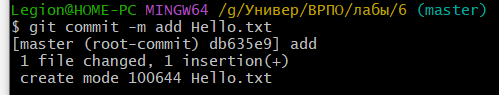 Legion@HOME-PC MINGW64 /g/Универ/ВРПО/лабы/6 (master)
$ git commit -m add Hello.txt
[master (root-commit) db635e9] add
 1 file changed, 1 insertion(+)
 create mode 100644 Hello.txt